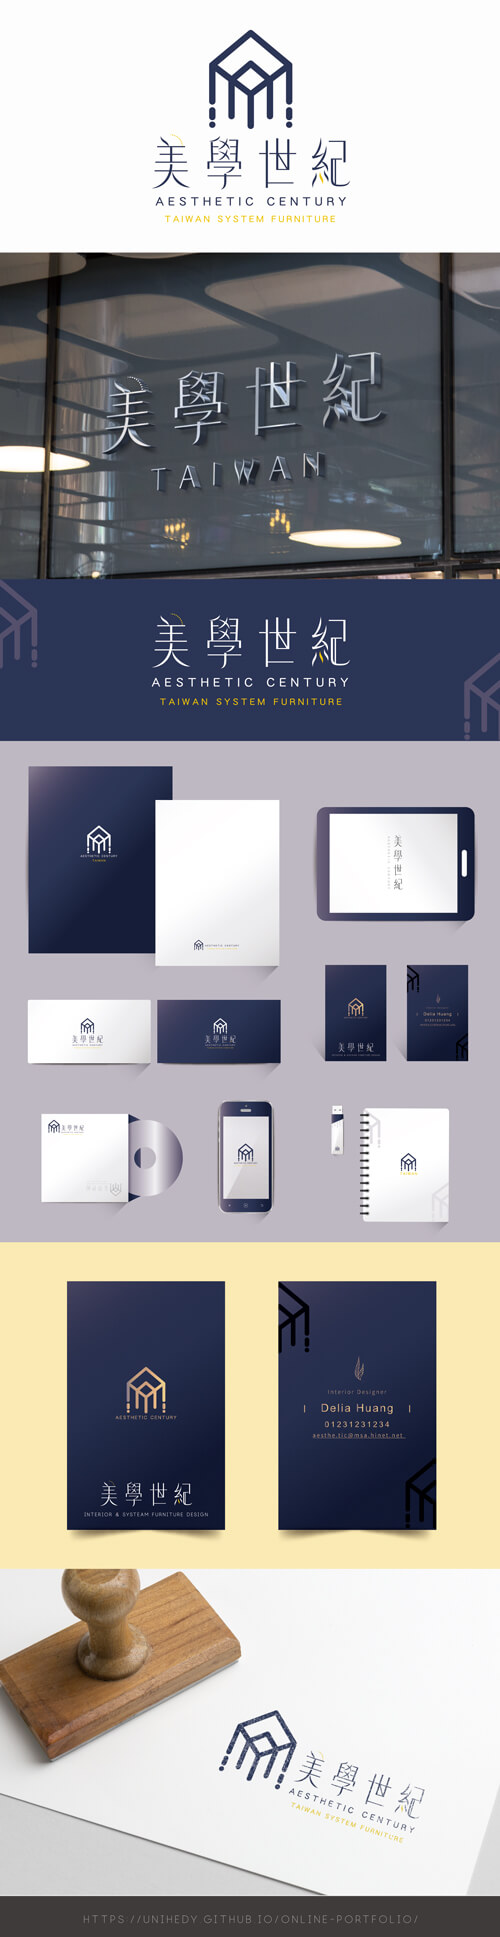 美學世紀
AESTHETIC CENTURY
TAIWAN SYSTEM FURNITURE
美學世紀
TAIWAN
美學世紀
AESTHETIC CENTURY
TAIWAN SYSTEM FURNITURE
AESTHETIC CENTURY
TAIWAN
AESTHETIC CENTURY
美學世紀
美學世紀
美學世紀
美學世紀
Delia Huang
美學世紀
TAIWAN
AESTHETIC CENTURY
美學世紀
INTERIOR & SYSTEAM FURNITURE DESIGN
Interior Designer
Delia Huang
01231231234
aesthe.tic@msa.hinet.net
美學世紀
AESTHETIC CENTURY
TAIWAN SYSTEM FURNITURE
HTTPS://UNIHEDY.GITHUB.IO/ONLINE-PORTFOLIO/